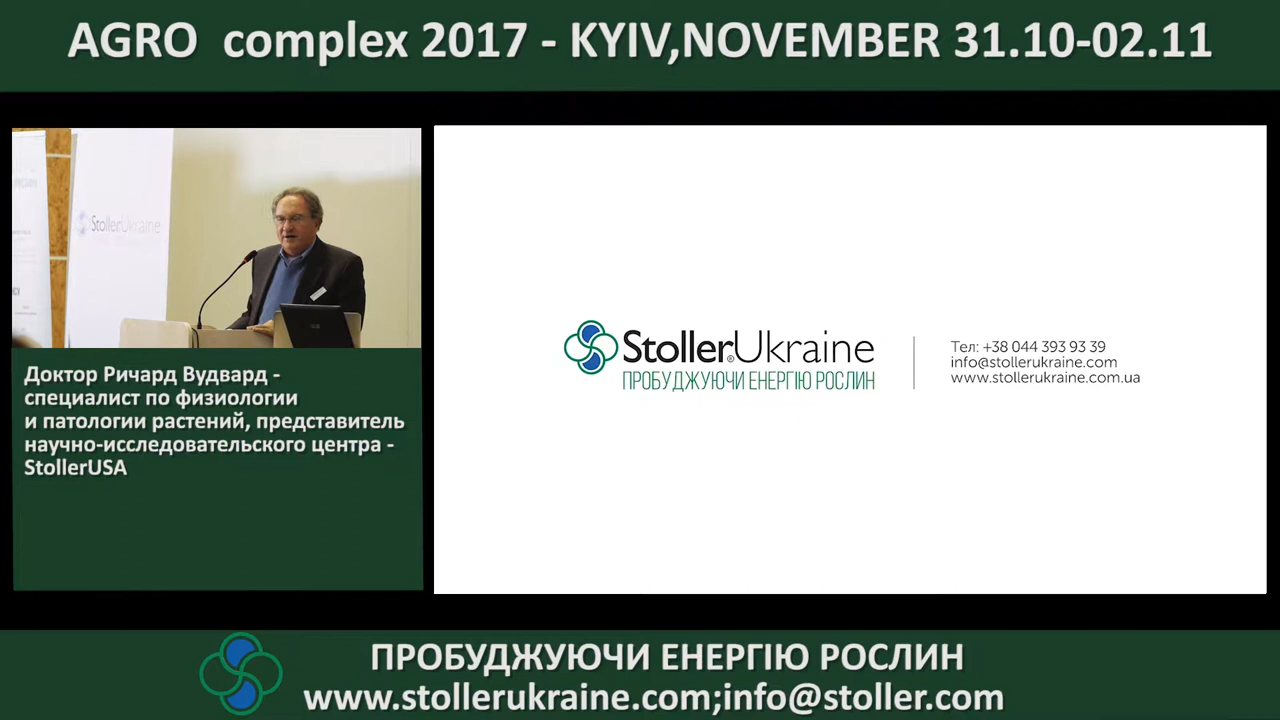 AGRO complex 2017 - KYIV,NOVEMBER 31.10-02.11
StollerUkraine
Доктор Ричард Вудвард -
специалист по физиологии
и патологии растений, представитель
научно-исследовательского центра -
StollerUSA
Stoller®Ukraine
ПРОБУДЖУЮЧИ ЕНЕРГІЮ РОСЛИН
Тел: +38 044 393 93 39
info@stollerukraine.com
www.stollerukraine.com.ua
ПРОБУДЖУЮЧИ ЕНЕРГІЮ РОСЛИН
www.stollerukraine.com;info@stoller.com